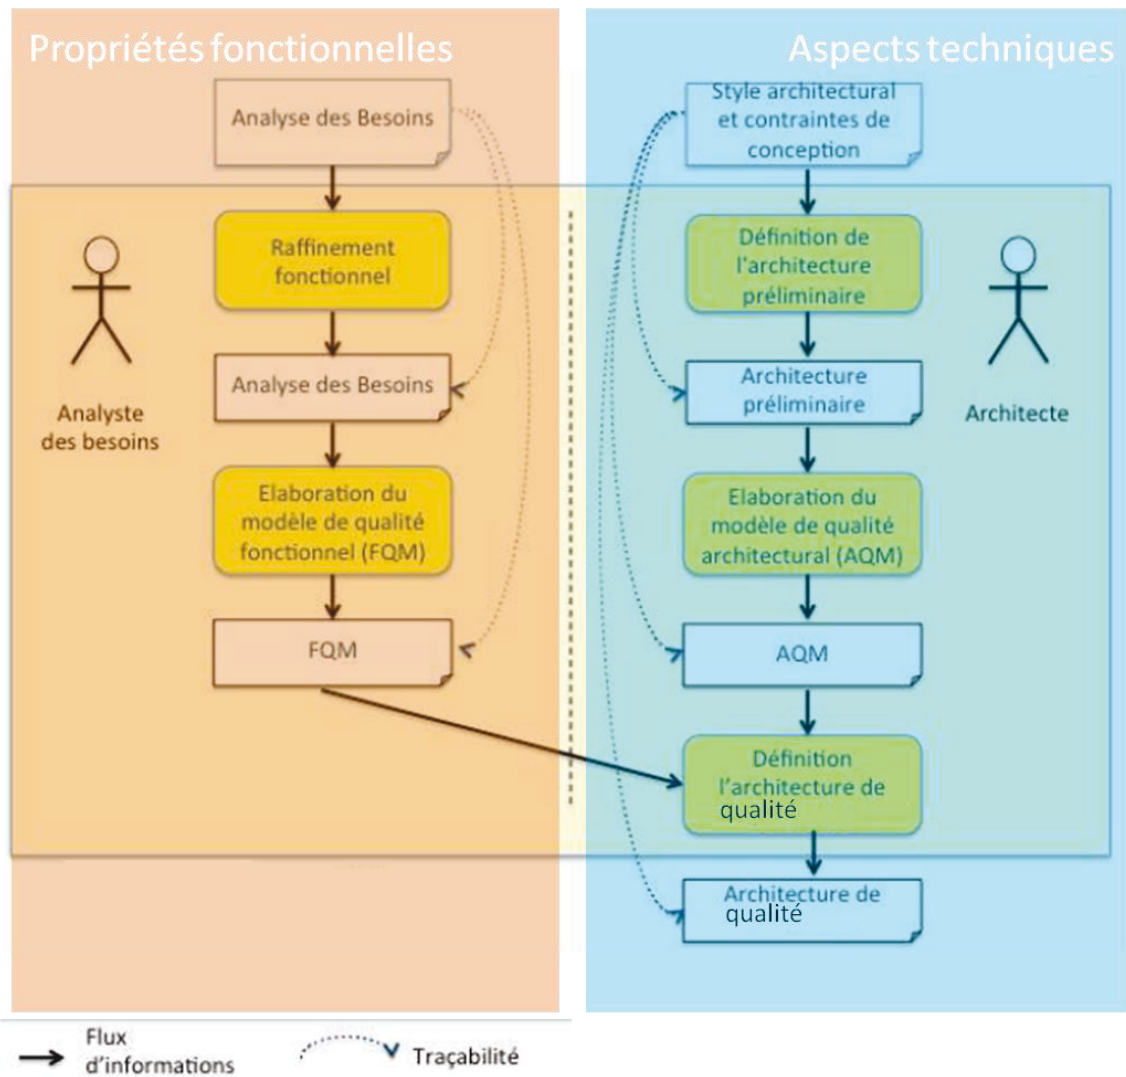 Propriétés fonctionnelles
Analyse des Besoins
Raffinement
fonctionnel
Analyse des Besoins
Analyste
des besoins
Elaboration du
modèle de qualité
fonctionnel (FQM)
FQM
Aspects techniques
Style architectural
et contraintes de
conception
Définition de
l'architecture
préliminaire
Architecture
préliminaire
Architecte
Elaboration du
modèle de qualité
architectural (AQM)
AQM
Définition
l'architecture de
qualité
Architecture de
qualité
Flux
d'informations
Traçabilité